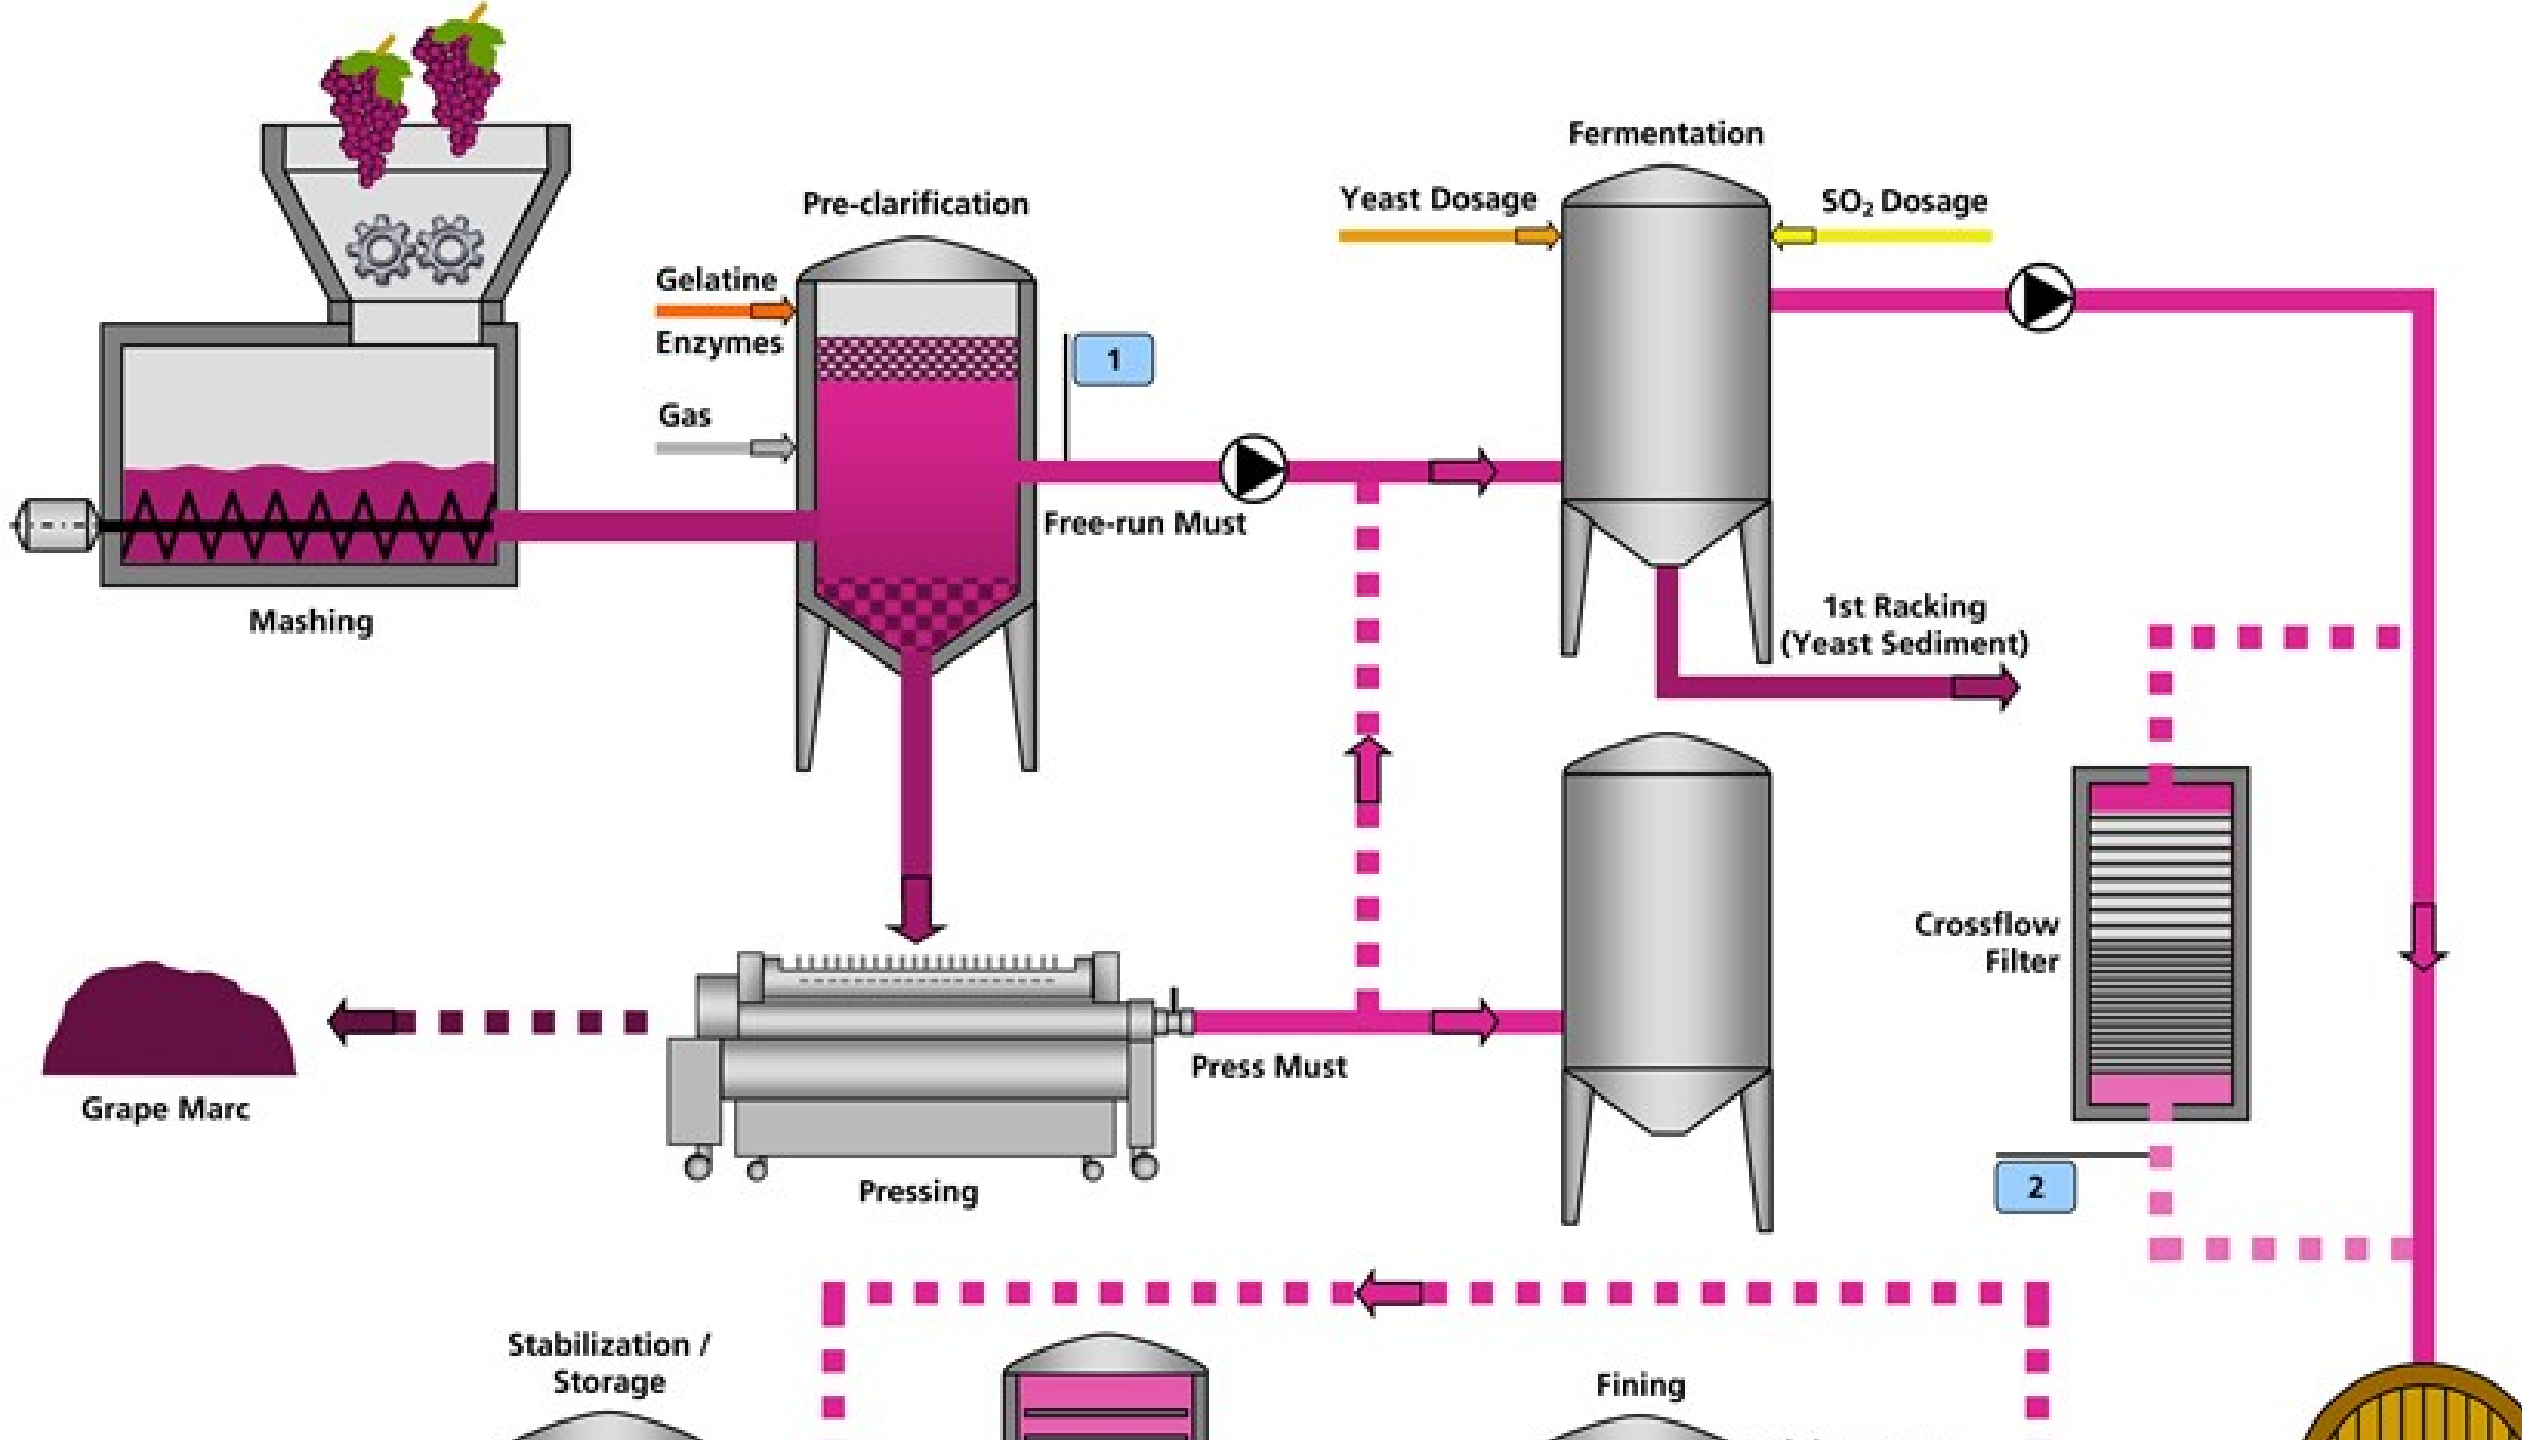 Fermentation
Yeast Dosage
SO₂ Dosage
Pre-clarification
Gelatine
Enzymes
Gas
1
Free-run Must
Mashing
1st Racking
(Yeast Sediment)
Crossflow
Filter
Grape Marc
Press Must
Pressing
2
Stabilization /
Storage
Fining